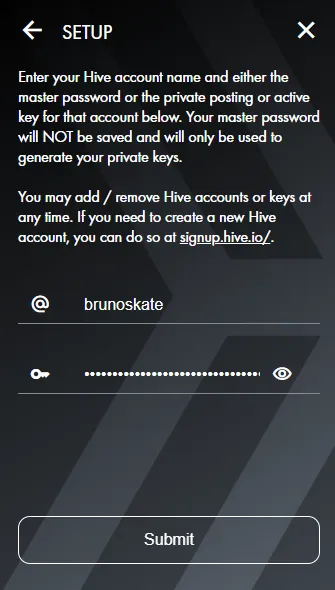 SETUP
Enter your Hive account name and either the
master password or the private posting or active
key for that account below. Your master password
will NOT be saved and will only be used to
generate your private keys.
You may add / remove Hive accounts or keys at
any time. If you need to create a new Hive
account, you can do so at signup.hive.io/.
@ brunoskate
••••••••••••••••••••••••••••••••••
Submit